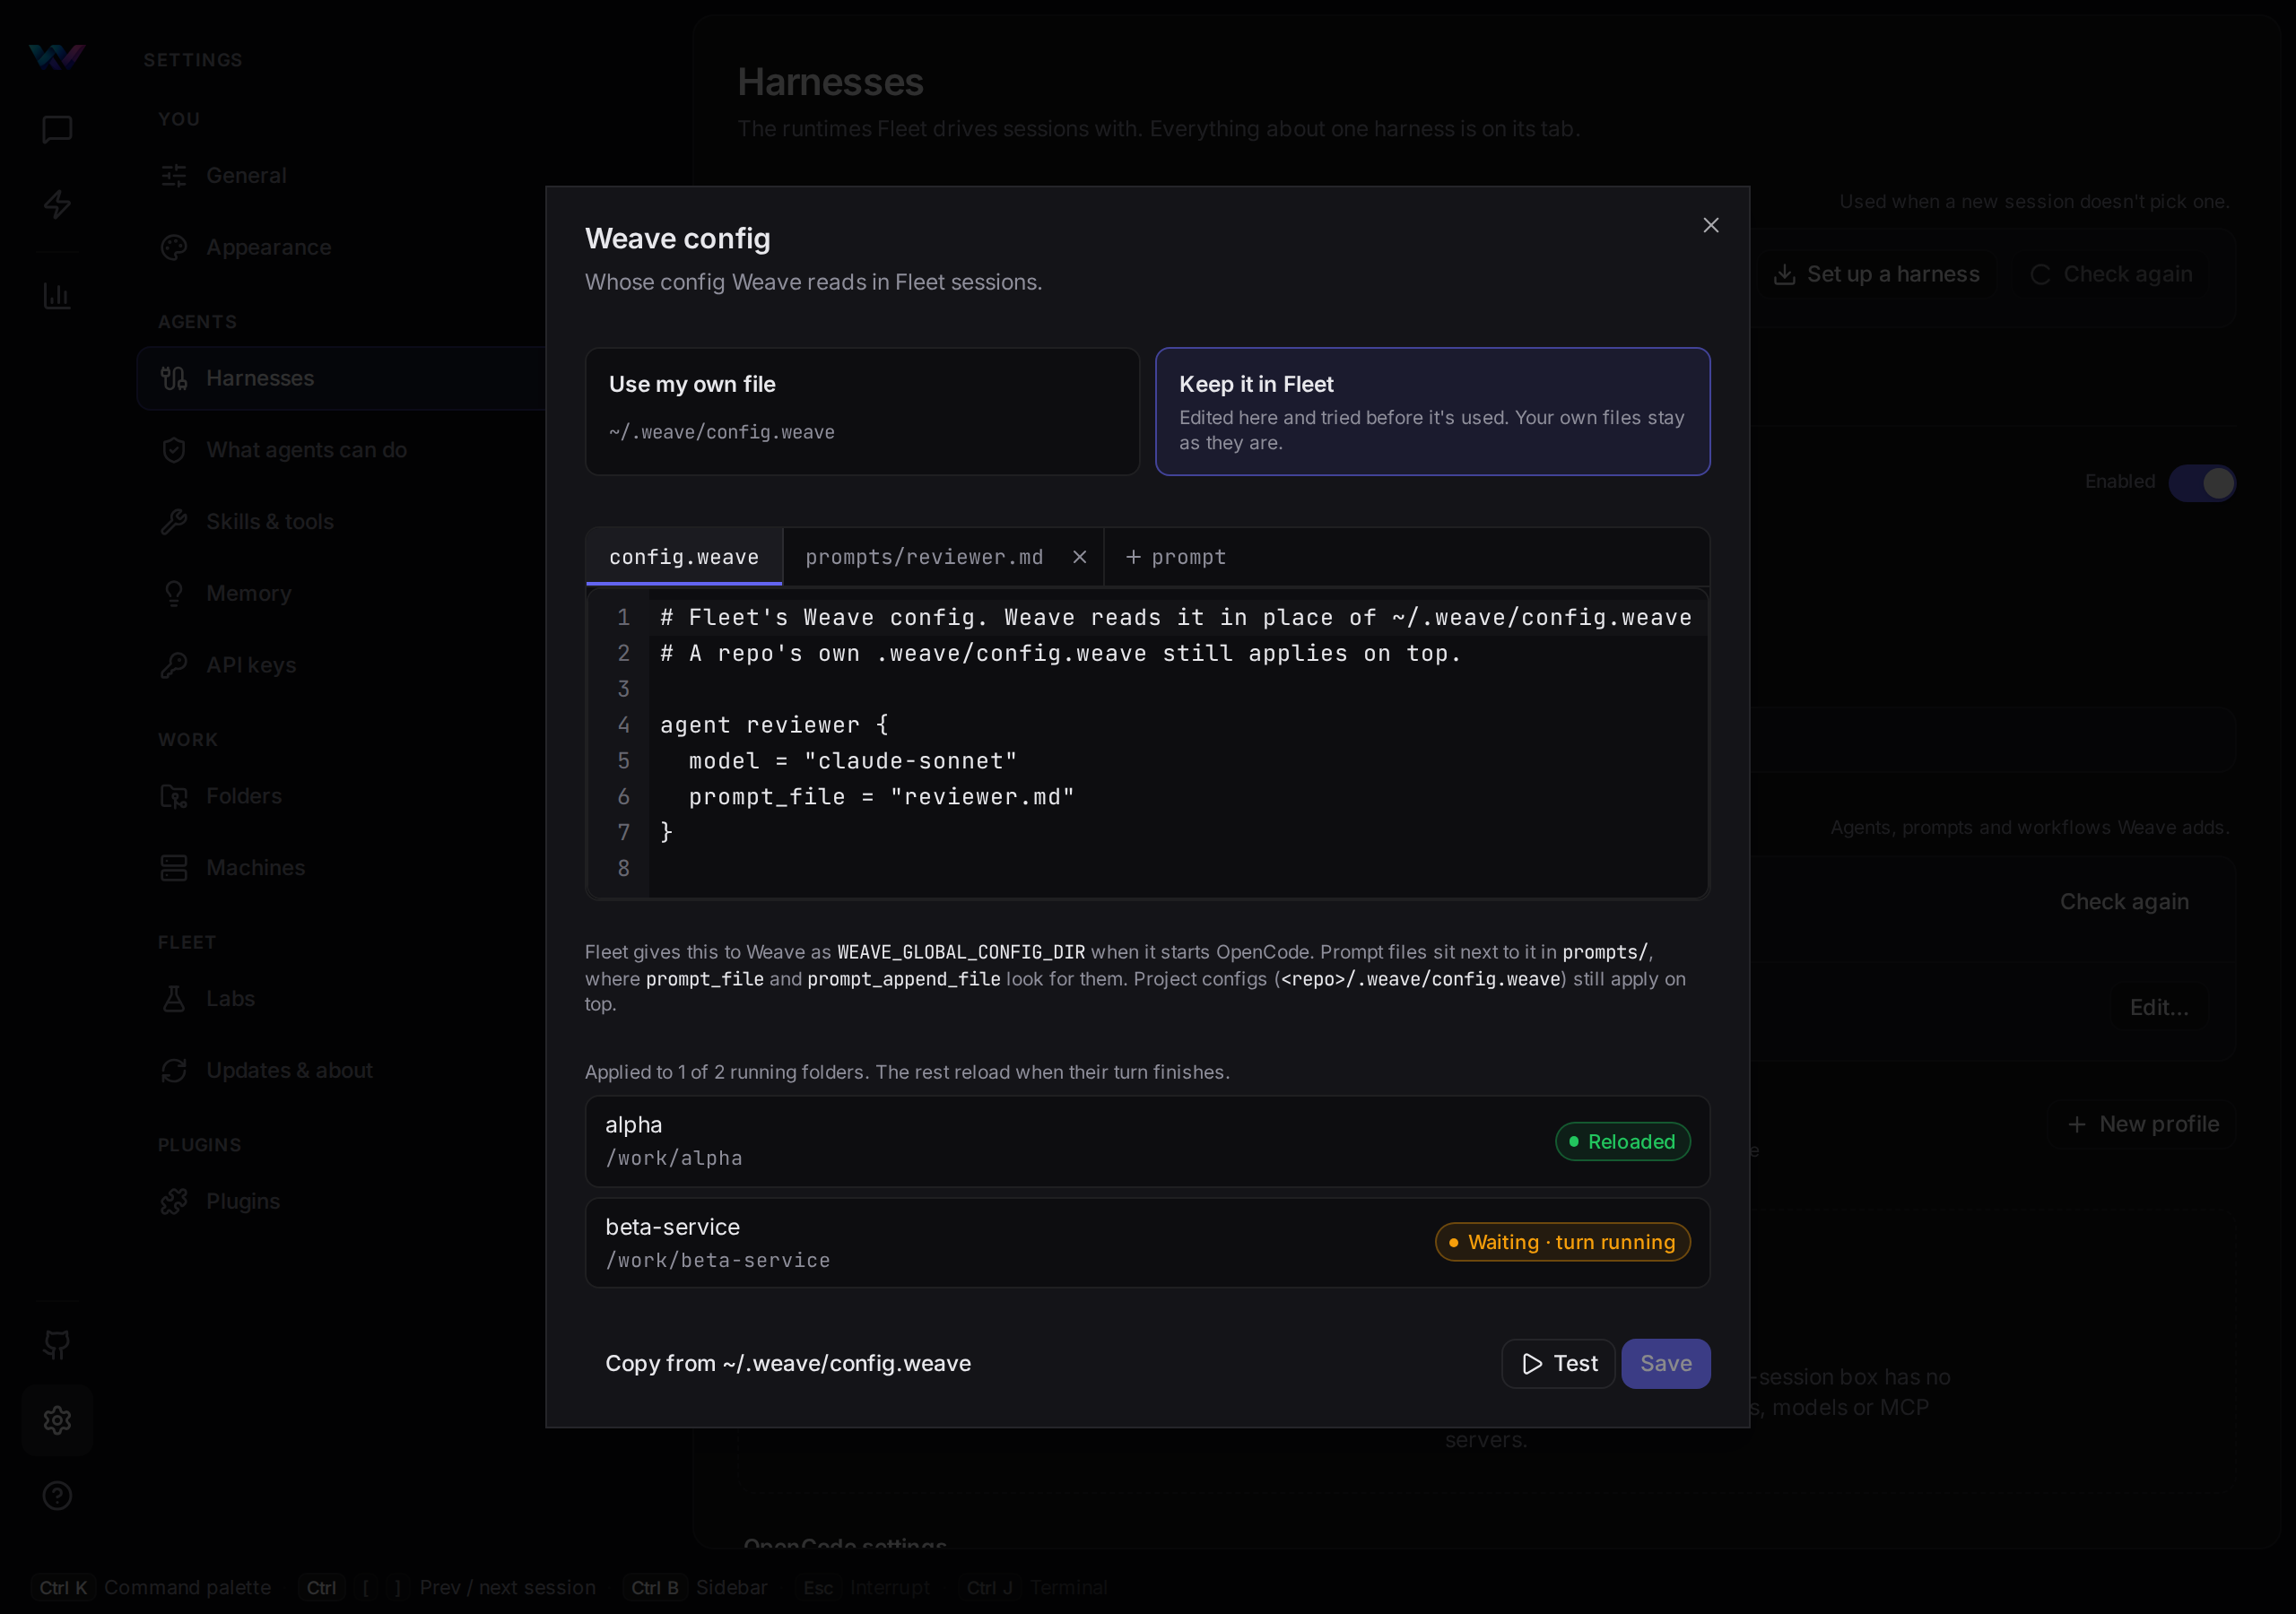 SETTINGS
YOU
General
Appearance
AGENTS
Harnesses
What agents can do
Skills & tools
Memory
API keys
WORK
Folders
Machines
FLEET
Labs
Updates & about
PLUGINS
Plugins
Harnesses
The runtimes Fleet drives sessions with. Everything about one harness is on its tab.
Used when a new session doesn't pick one.
Set up a harness
Check again
Enabled
Agents, prompts and workflows Weave adds.
Check again
Edit...
New profile
-session box has no
s, models or MCP
servers.
OpenCode settings
Weave config
Whose config Weave reads in Fleet sessions.
Use my own file
~/.weave/config.weave
Keep it in Fleet
Edited here and tried before it's used. Your own files stay
as they are.
config.weave
prompts/reviewer.md
+ prompt
1 # Fleet's Weave config. Weave reads it in place of ~/.weave/config.weave
2 # A repo's own .weave/config.weave still applies on top.
3
4 agent reviewer {
5 model = "claude-sonnet"
6 prompt_file = "reviewer.md"
7 }
8
Fleet gives this to Weave as WEAVE_GLOBAL_CONFIG_DIR when it starts OpenCode. Prompt files sit next to it in prompts/,
where prompt_file and prompt_append_file look for them. Project configs (<repo>/.weave/config.weave) still apply on
top.
Applied to 1 of 2 running folders. The rest reload when their turn finishes.
alpha
/work/alpha
Reloaded
beta-service
/work/beta-service
Waiting · turn running
Copy from ~/.weave/config.weave
Test
Save
Ctrl K Command palette
Ctrl [ ] Prev / next session
Ctrl B Sidebar
Esc Interrupt
Ctrl J Terminal